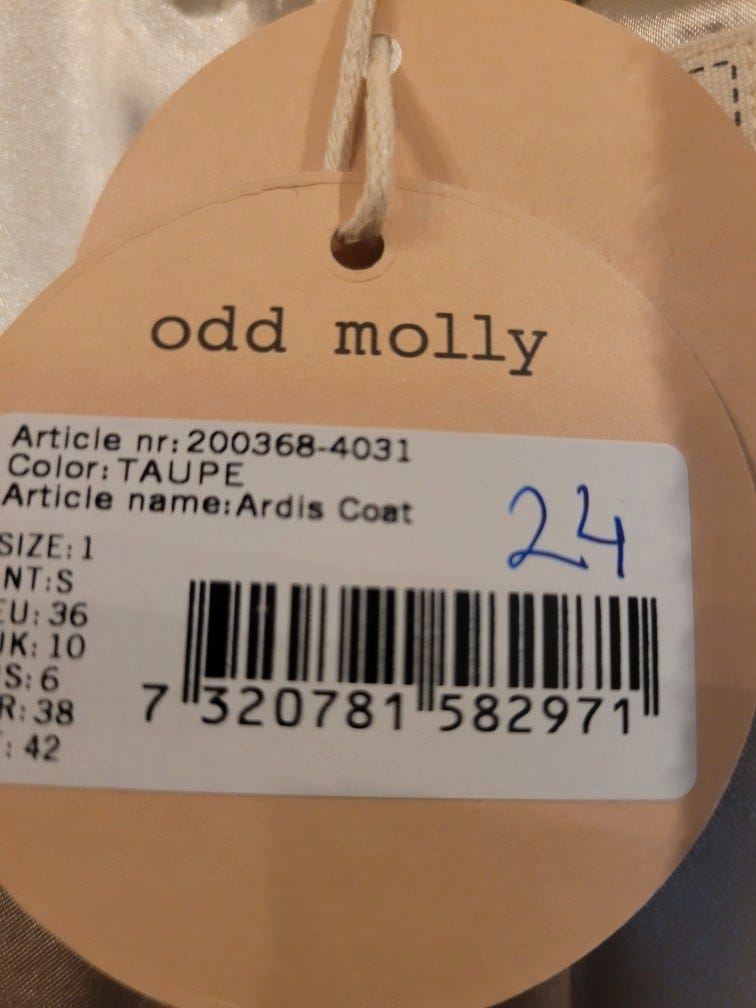 odd molly
Article nr: 200368-4031
Color: TAUPE
Article name: Ardis Coat
24
SIZE: 1
NT: S
EU: 36
UK: 10
S: 6
R: 38
: 42
7 320781 582971